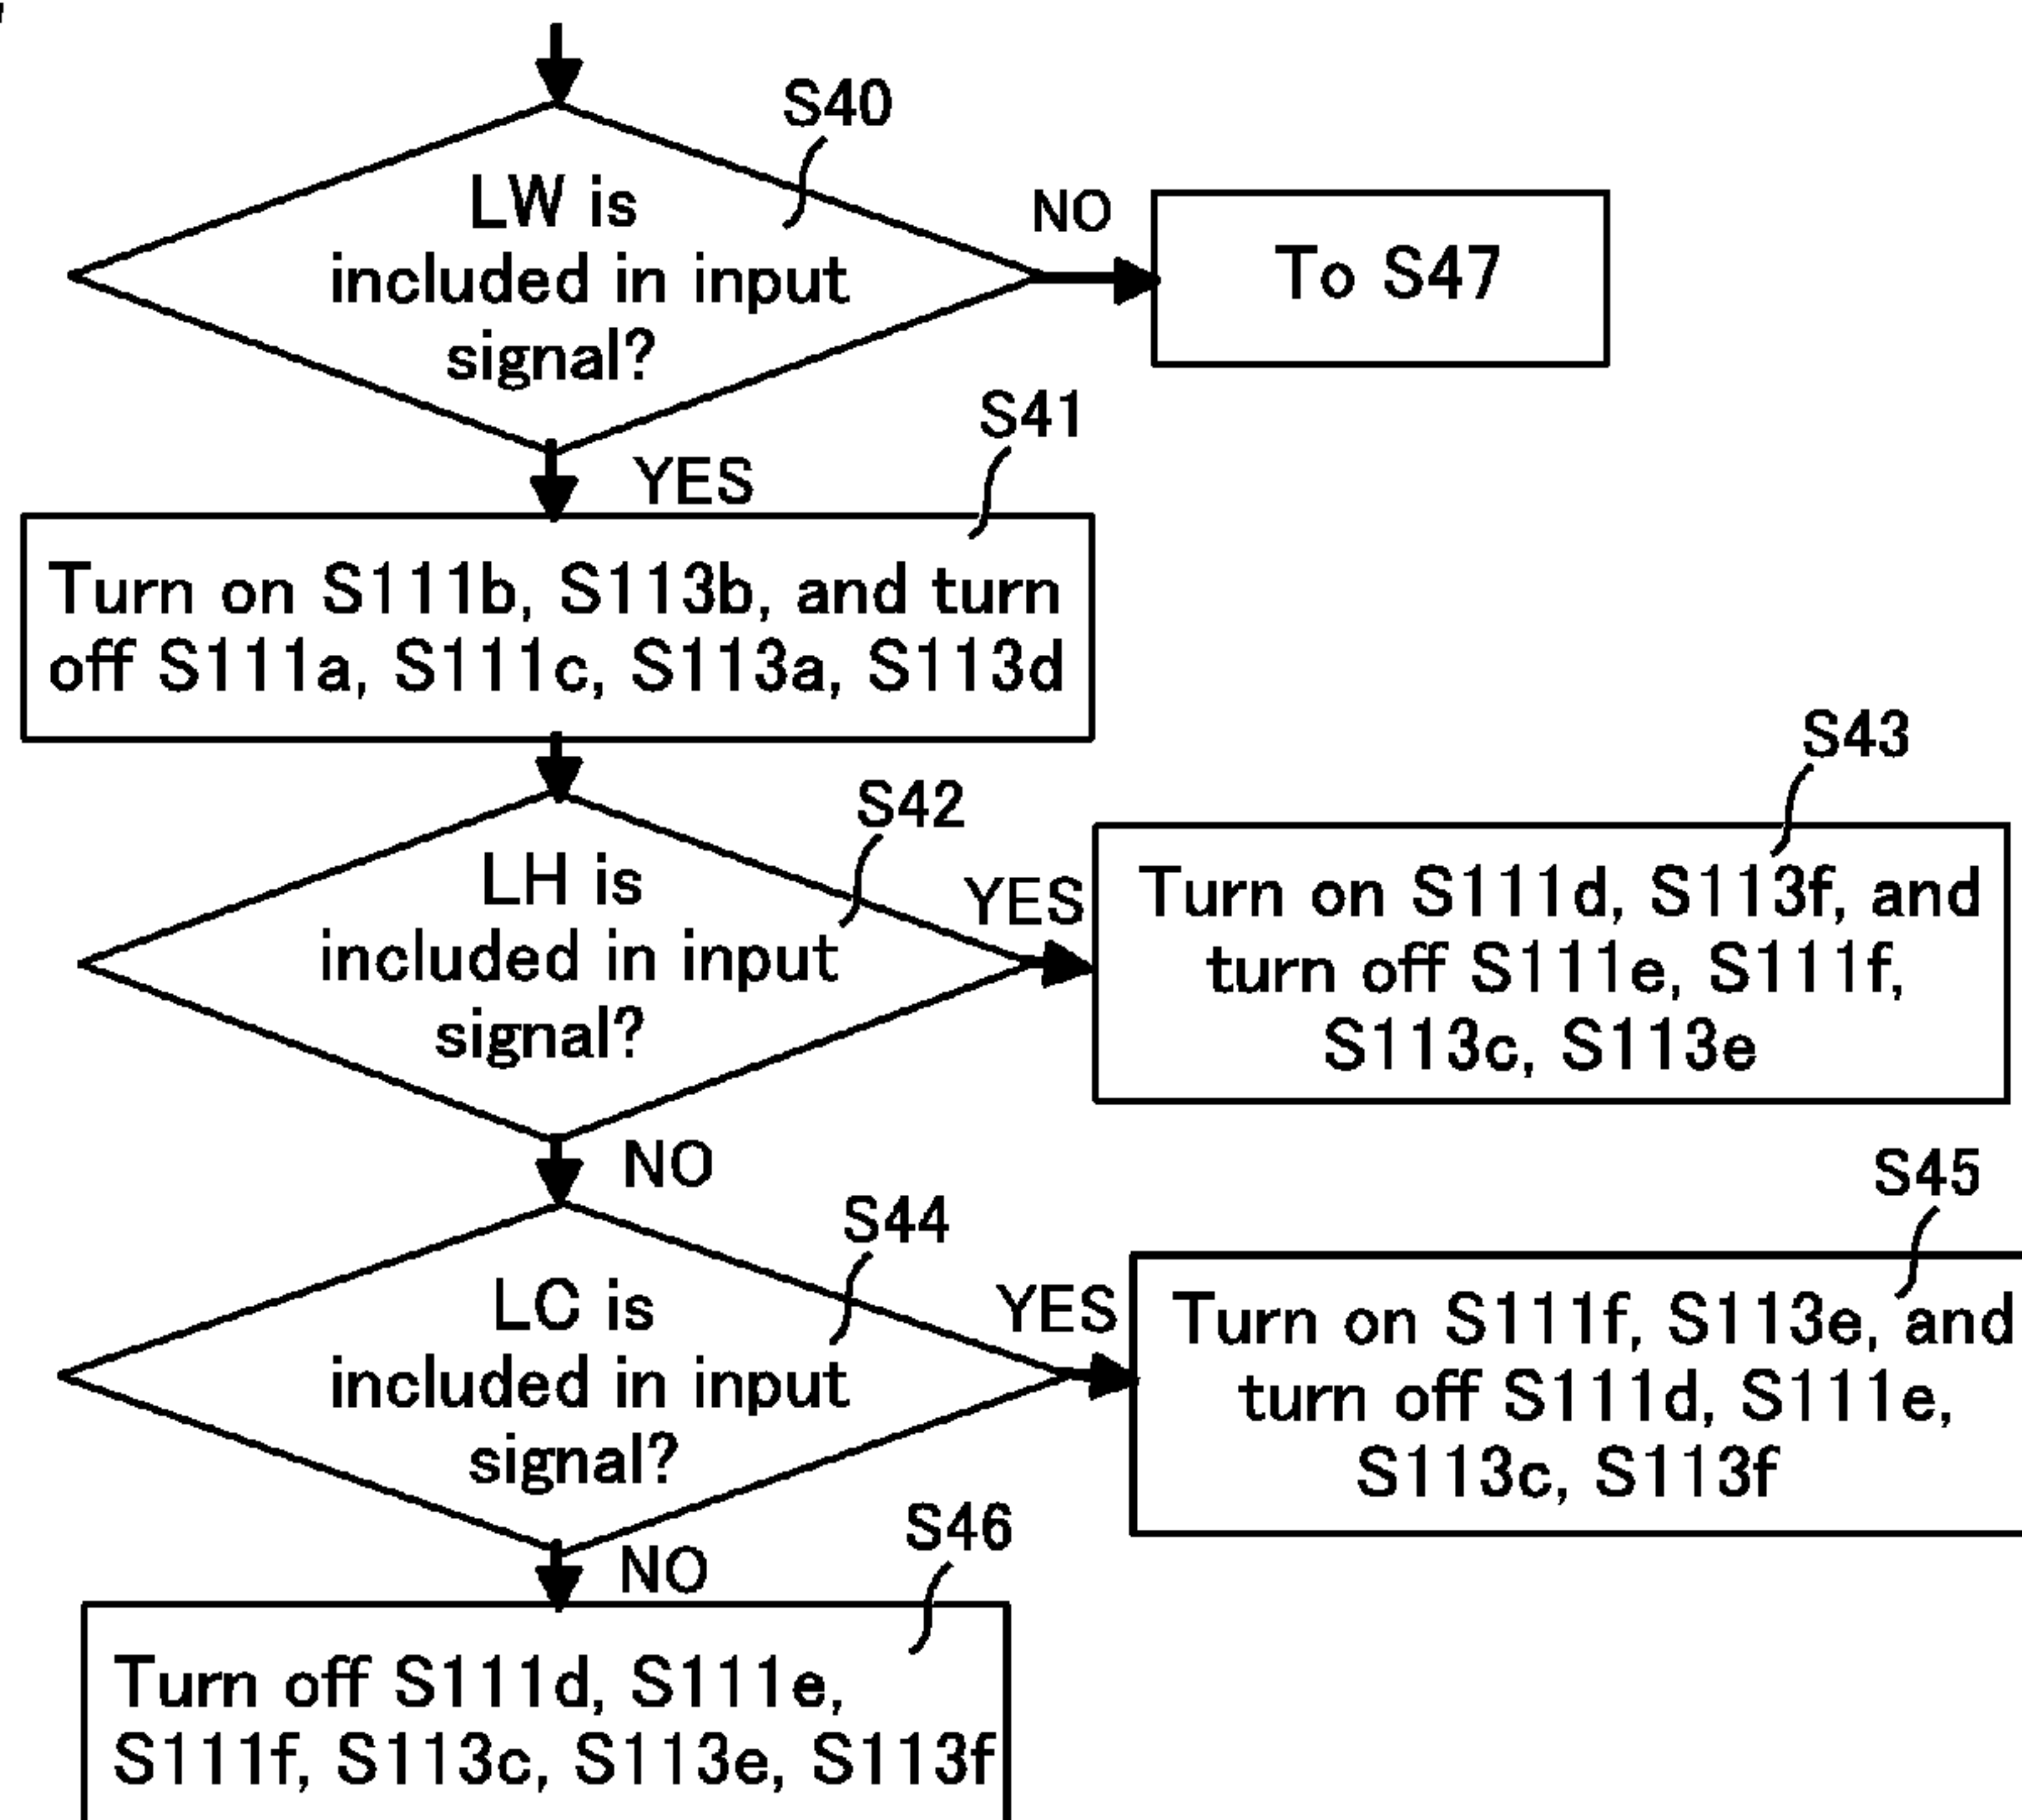 S40
LW is
included in input
signal?
NO
To S47
YES
S41
Turn on S111b, S113b, and turn
off S111a, S111c, S113a, S113d
S42
LH is
included in input
signal?
YES
S43
Turn on S111d, S113f, and
turn off S111e, S111f,
S113c, S113e
NO
S44
LC is
included in input
signal?
YES
S45
Turn on S111f, S113e, and
turn off S111d, S111e,
S113c, S113f
NO
S46
Turn off S111d, S111e,
S111f, S113c, S113e, S113f